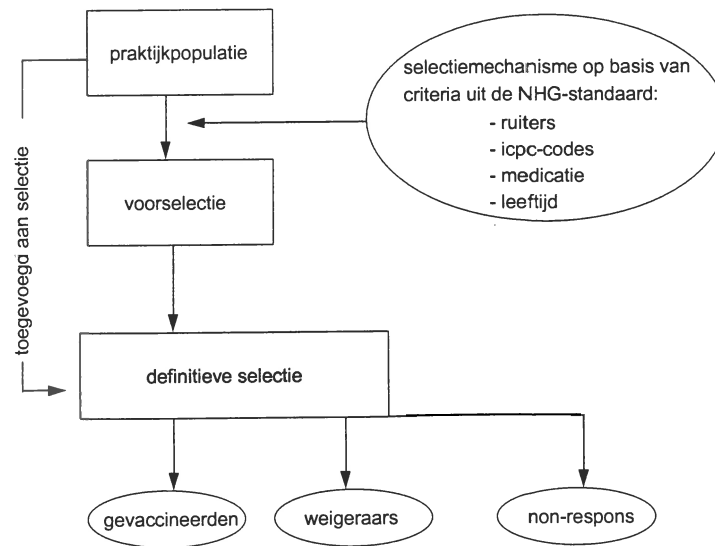 praktijkpopulatie
selectiemechanisme op basis van
criteria uit de NHG-standaard:
- ruiters
- icpc-codes
- medicatie
- leeftijd
voorselectie
toegevoegd aan selectie
definitieve selectie
gevaccineerden
weigeraars
non-respons